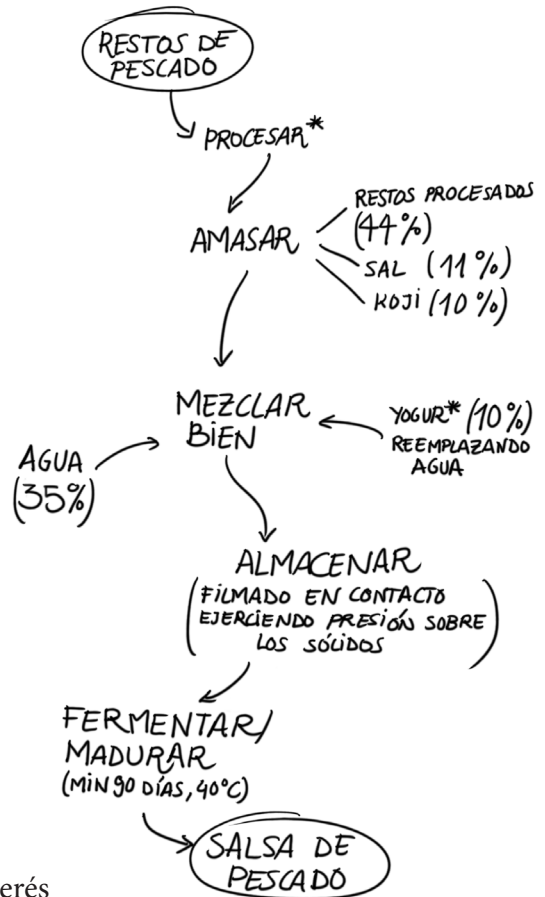 RESTOS DE
PESCADO
PROCESAR*
AMASAR
RESTOS PROCESADOS
(44%)
SAL (11%)
KOJI (10%)
MEZCLAR
BIEN
YOGUR* (10%)
REEMPLAZANDO
AGUA
AGUA
(35%)
ALMACENAR
(FILMADO EN CONTACTO
EJERCIENDO PRESIÓN SOBRE
LOS SÓLIDOS)
FERMENTAR/
MADURAR
(MIN 90 DÍAS, 40°C)
SALSA DE
PESCADO
erés